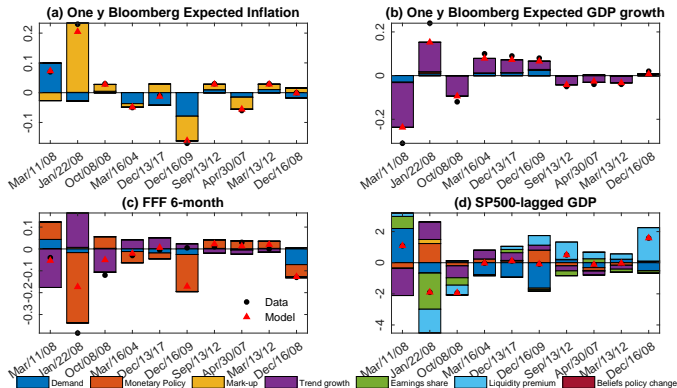 (a) One y Bloomberg Expected Inflation
0.2
0.1
0
-0.1
Mar/11/08
Jan/22/08
Oct/08/08
Mar/16/04
Dec/13/17
Dec/16/09
Sep/13/12
Apr/30/07
Mar/13/12
Dec/16/08
(b) One y Bloomberg Expected GDP growth
0.2
0
-0.2
Mar/11/08
Jan/22/08
Oct/08/08
Mar/16/04
Dec/13/17
Dec/16/09
Sep/13/12
Apr/30/07
Mar/13/12
Dec/16/08
(c) FFF 6-month
0.1
0
-0.1
-0.2
-0.3
Data
Model
Mar/11/08
Jan/22/08
Oct/08/08
Mar/16/04
Dec/13/17
Dec/16/09
Sep/13/12
Apr/30/07
Mar/13/12
Dec/16/08
(d) SP500-lagged GDP
2
0
-2
-4
Mar/11/08
Jan/22/08
Oct/08/08
Mar/16/04
Dec/13/17
Dec/16/09
Sep/13/12
Apr/30/07
Mar/13/12
Dec/16/08
Demand Monetary Policy Mark-up Trend growth Earnings share Liquidity premium Beliefs policy change